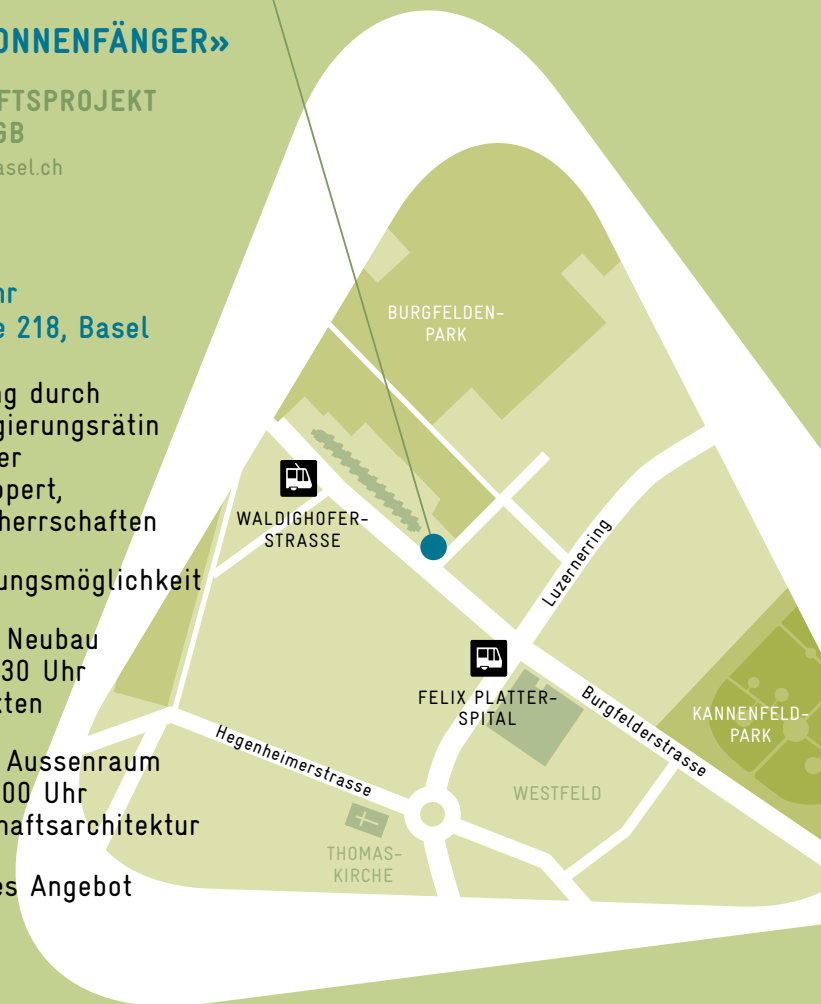 ONNENFÄNGER»
FTSPROJEKT
GB
asel.ch
hr
e 218, Basel
ng durch
gierungsrätin
er
ppert,
herrschaften
ungsmöglichkeit
Neubau
30 Uhr
kten
Aussenraum
00 Uhr
haftsarchitektur
es Angebot
BURGFELDEN-
PARK
WALDIGHOFER-
STRASSE
Luzernerring
FELIX PLATTER-
SPITAL
Burgfelderstrasse
KANNENFELD-
PARK
Hegenheimerstrasse
WESTFELD
THOMAS-
KIRCHE